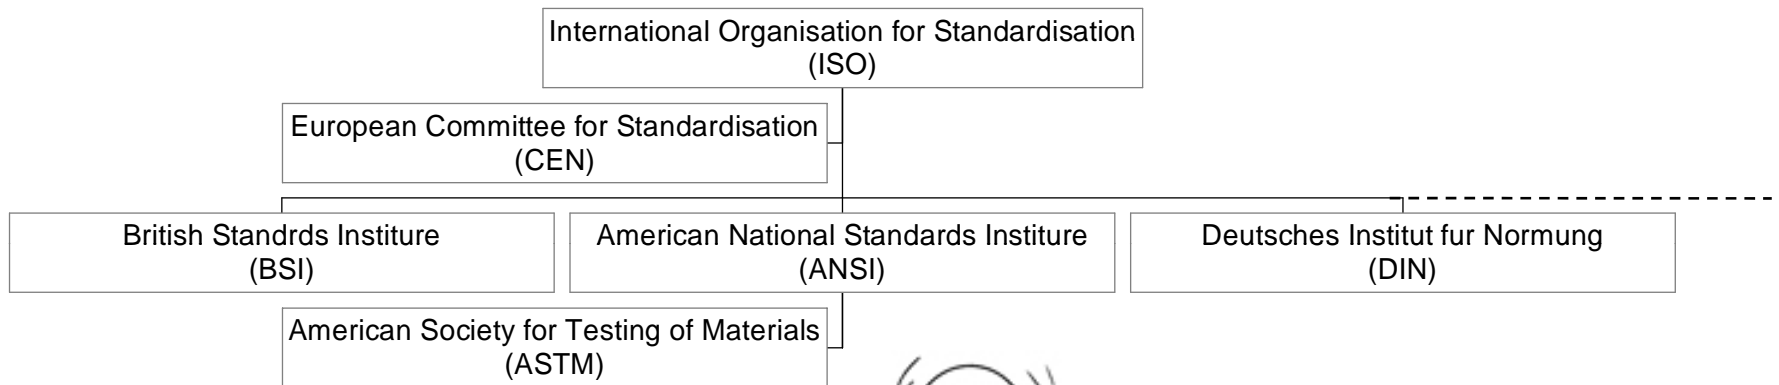 International Organisation for Standardisation
(ISO)
European Committee for Standardisation
(CEN)
British Standrds Institure
(BSI)
American National Standards Institure
(ANSI)
Deutsches Institut fur Normung
(DIN)
American Society for Testing of Materials
(ASTM)